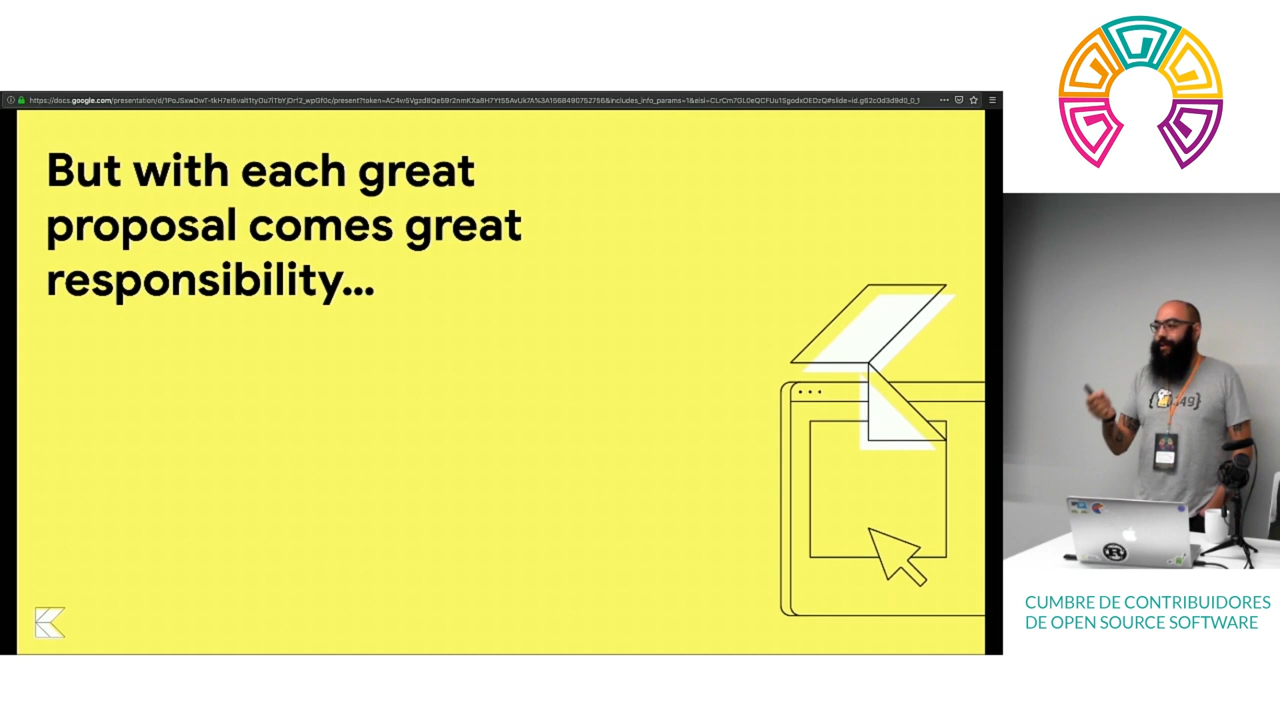 But with each great
proposal comes great
responsibility...
CUMBRE DE CONTRIBUIDORES
DE OPEN SOURCE SOFTWARE